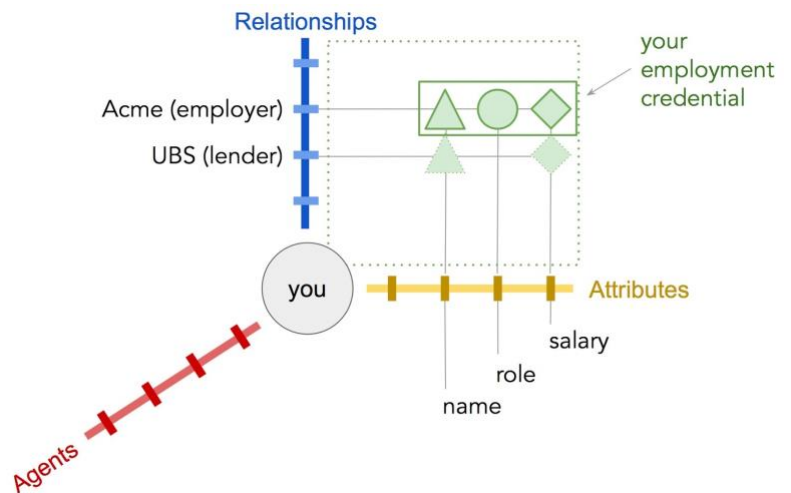 Relationships
your
employment
credential
Acme (employer)
UBS (lender)
you
Attributes
salary
role
name
Agents